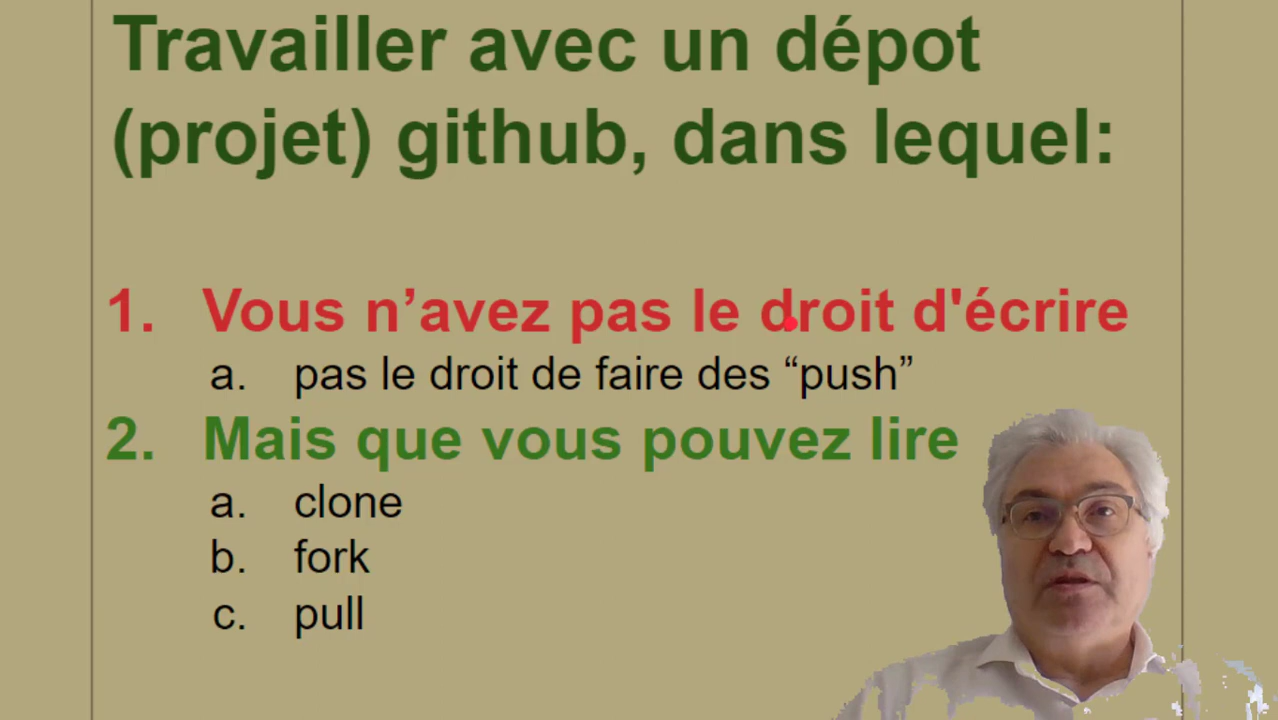 Travailler avec un dépot
(projet) github, dans lequel:
1. Vous n’avez pas le droit d'écrire
a. pas le droit de faire des “push”
2. Mais que vous pouvez lire
a. clone
b. fork
c. pull